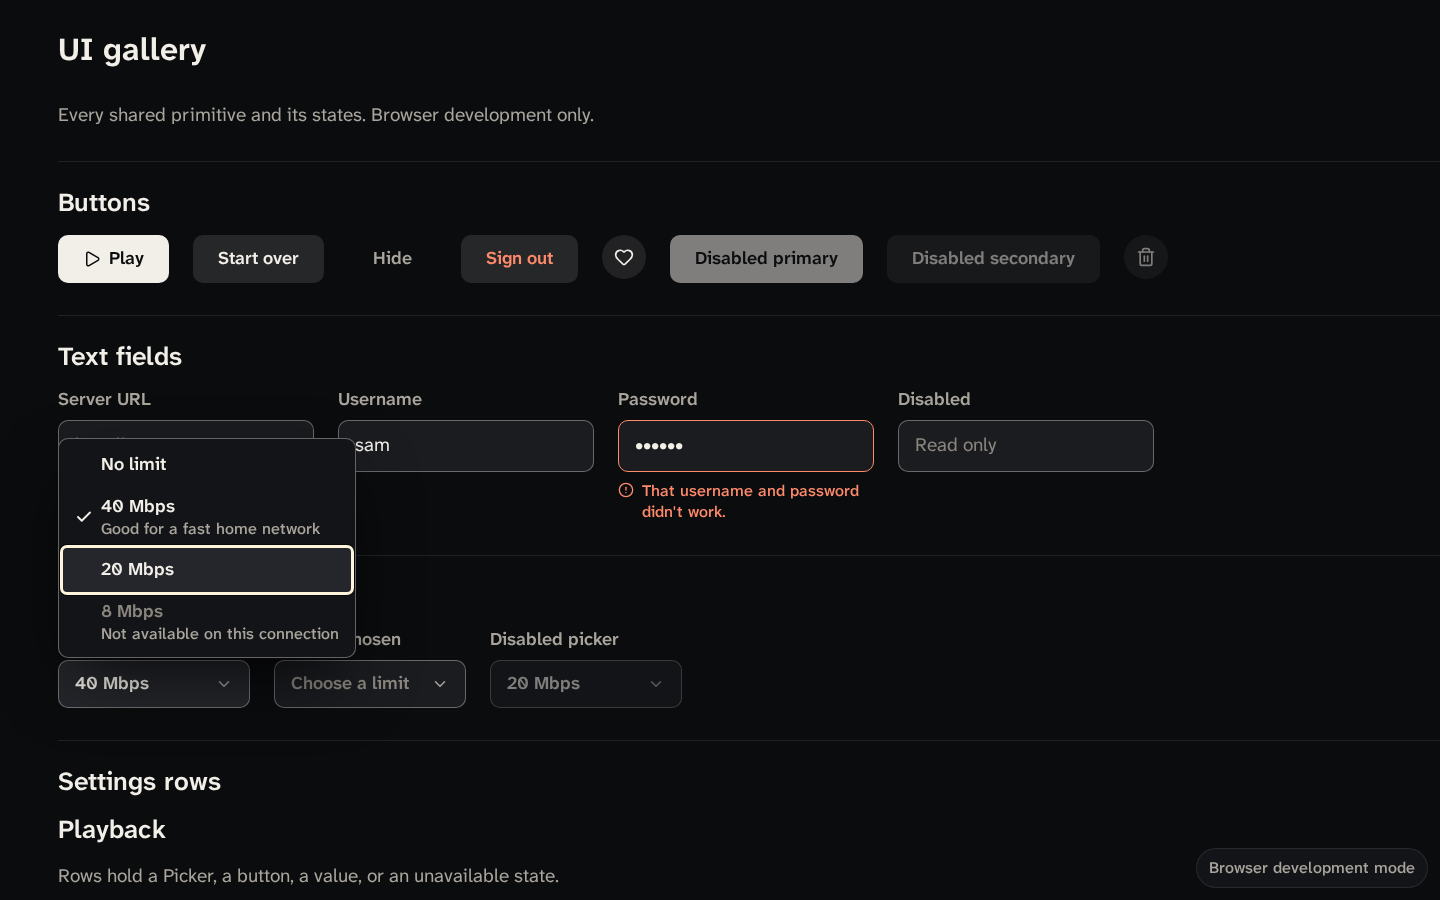 UI gallery
Every shared primitive and its states. Browser development only.
Buttons
Play
Start over
Hide
Sign out
Disabled primary
Disabled secondary
Text fields
Server URL
Username
Password
Disabled
sam
••••••
Read only
That username and password
didn't work.
No limit
40 Mbps
Good for a fast home network
20 Mbps
8 Mbps
Not available on this connection
Disabled picker
40 Mbps
Choose a limit
20 Mbps
Settings rows
Playback
Rows hold a Picker, a button, a value, or an unavailable state.
Browser development mode